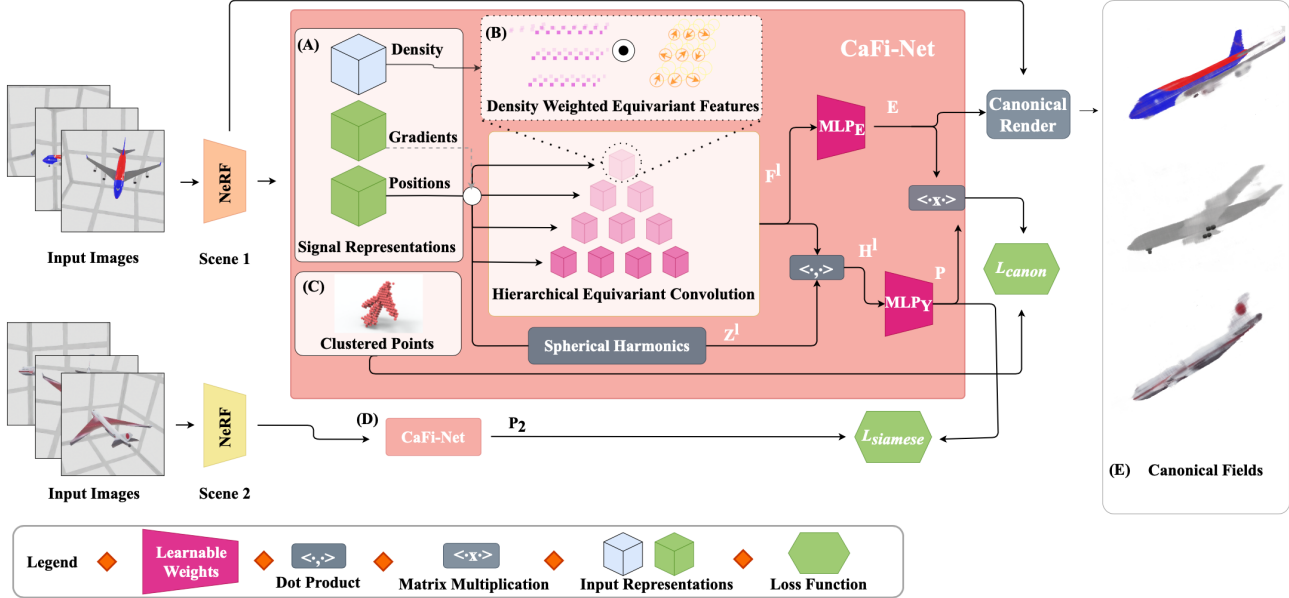 CaFi-Net
(A)
Density
Gradients
Positions
Signal Representations
(B)
Density Weighted Equivariant Features
Hierarchical Equivariant Convolution
(C)
Clustered Points
Spherical Harmonics
Z^l
F^l
MLP_E
E
<·,·>
H^l
MLP_Y
P
<·x·>
L_canon
Canonical
Render
NeRF
Input Images
Scene 1
NeRF
Input Images
Scene 2
(D)
CaFi-Net
P_2
L_siamese
(E) Canonical Fields
Legend
Learnable
Weights
<·,·>
Dot Product
<·x·>
Matrix Multiplication
Input Representations
Loss Function